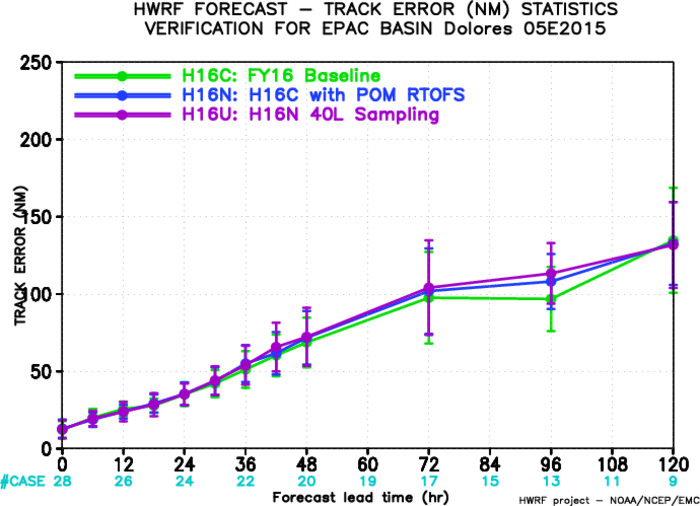 HWRF FORECAST – TRACK ERROR (NM) STATISTICS
VERIFICATION FOR EPAC BASIN Dolores 05E2015
H16C: FY16 Baseline
H16N: H16C with POM RTOFS
H16U: H16N 40L Sampling
TRACK ERROR (NM)
250
200
150
100
50
0
0 12 24 36 48 60 72 84 96 108 120
#CASE 28 26 24 22 20 19 17 15 13 11 9
Forecast lead time (hr)
HWRF project – NOAA/NCEP/EMC